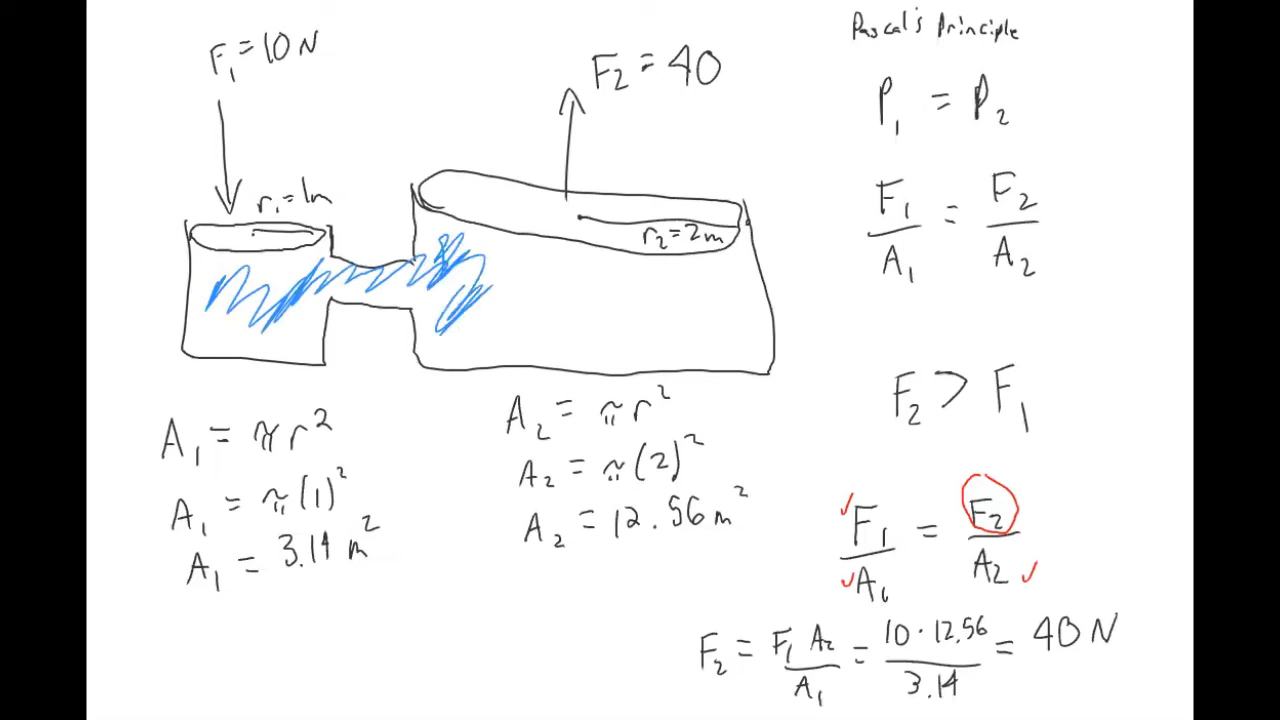 F₁ = 10 N
F₂ = 40
r₁ = 1m
r₂ = 2m
A₁ = πr²
A₁ = π(1)²
A₁ = 3.14 m²
A₂ = πr²
A₂ = π(2)²
A₂ = 12.56 m²
Pascal's Principle
P₁ = P₂
F₁/A₁ = F₂/A₂
F₂ > F₁
F₁/A₁ = F₂/A₂
F₂ = F₁ A₂/A₁ = 10 · 12.56/3.14 = 40 N